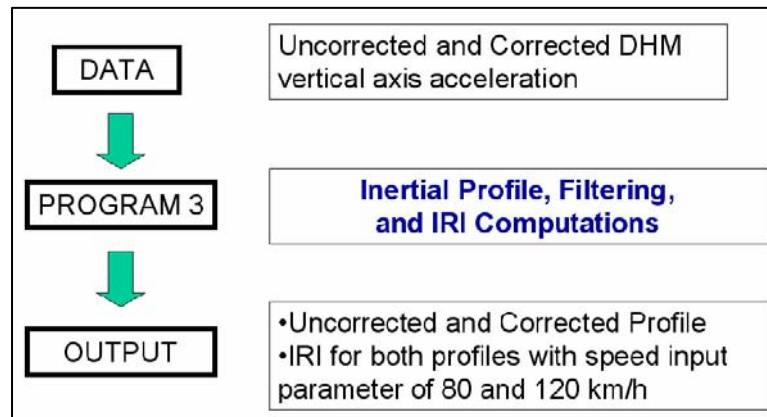 DATA
Uncorrected and Corrected DHM
vertical axis acceleration
PROGRAM 3
Inertial Profile, Filtering,
and IRI Computations
OUTPUT
•Uncorrected and Corrected Profile
•IRI for both profiles with speed input
parameter of 80 and 120 km/h